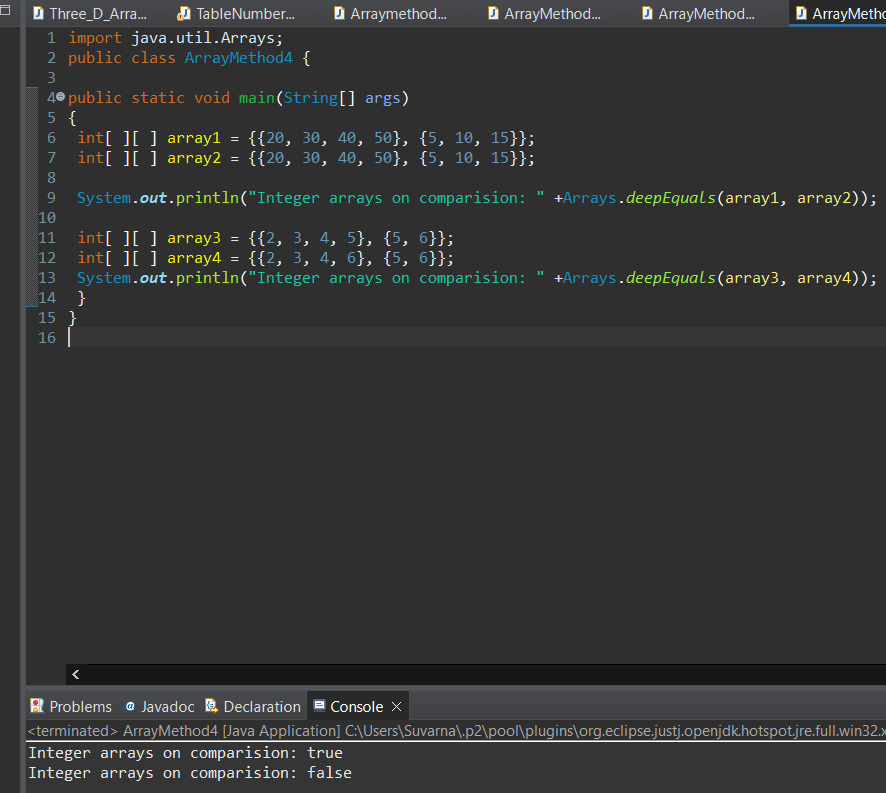 Three_D_Arra... TableNumber... Arraymethod... ArrayMethod... ArrayMethod... ArrayMetho
1 import java.util.Arrays;
2 public class ArrayMethod4 {
3
4 public static void main(String[] args)
5 {
6 int[ ][ ] array1 = {{20, 30, 40, 50}, {5, 10, 15}};
7 int[ ][ ] array2 = {{20, 30, 40, 50}, {5, 10, 15}};
8
9 System.out.println("Integer arrays on comparision: " +Arrays.deepEquals(array1, array2));
10
11 int[ ][ ] array3 = {{2, 3, 4, 5}, {5, 6}};
12 int[ ][ ] array4 = {{2, 3, 4, 6}, {5, 6}};
13 System.out.println("Integer arrays on comparision: " +Arrays.deepEquals(array3, array4));
14 }
15 }
16
Problems @ Javadoc Declaration Console
<terminated> ArrayMethod4 [Java Application] C:\Users\Suvarna\.p2\pool\plugins\org.eclipse.justj.openjdk.hotspot.jre.full.win32.x
Integer arrays on comparision: true
Integer arrays on comparision: false